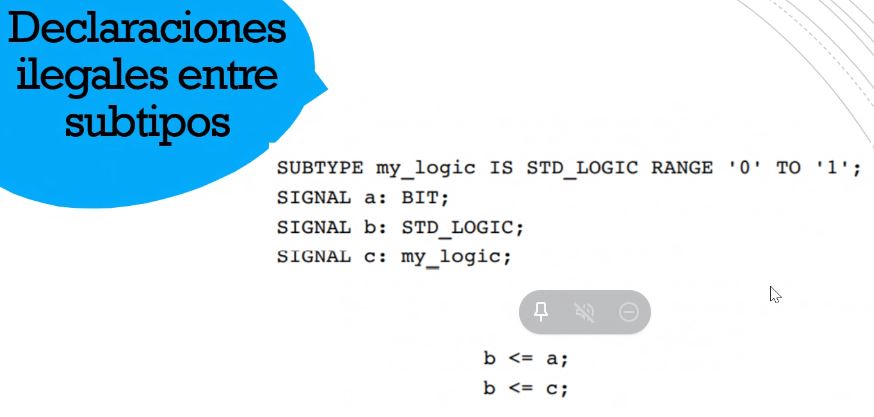 Declaraciones
ilegales entre
subtipos
SUBTYPE my_logic IS STD_LOGIC RANGE '0' TO '1';
SIGNAL a: BIT;
SIGNAL b: STD_LOGIC;
SIGNAL c: my_logic;
b <= a;
b <= c;